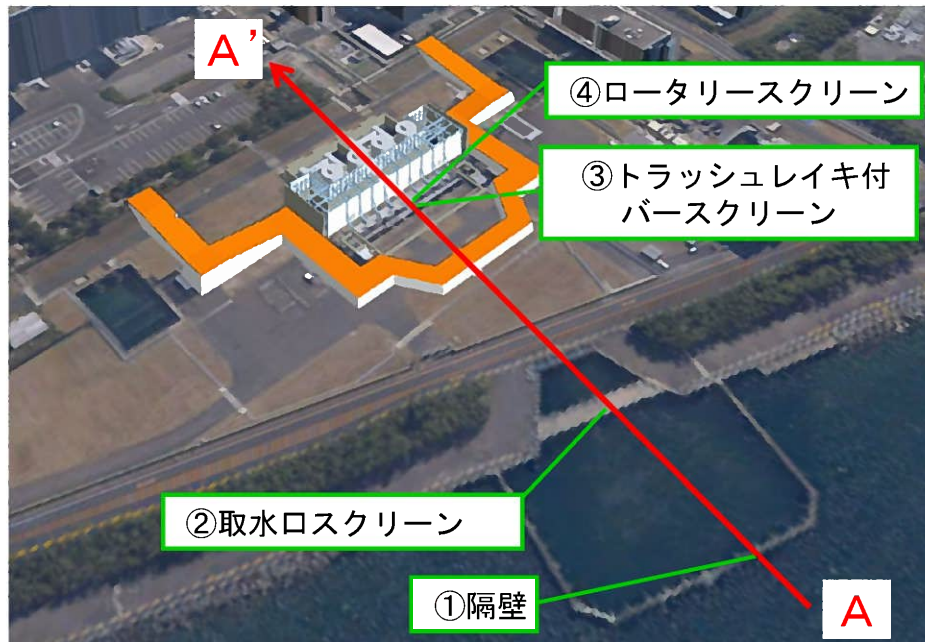 A’
④ロータリースクリーン
③トラッシュレイキ付
バースクリーン
②取水口スクリーン
①隔壁
A